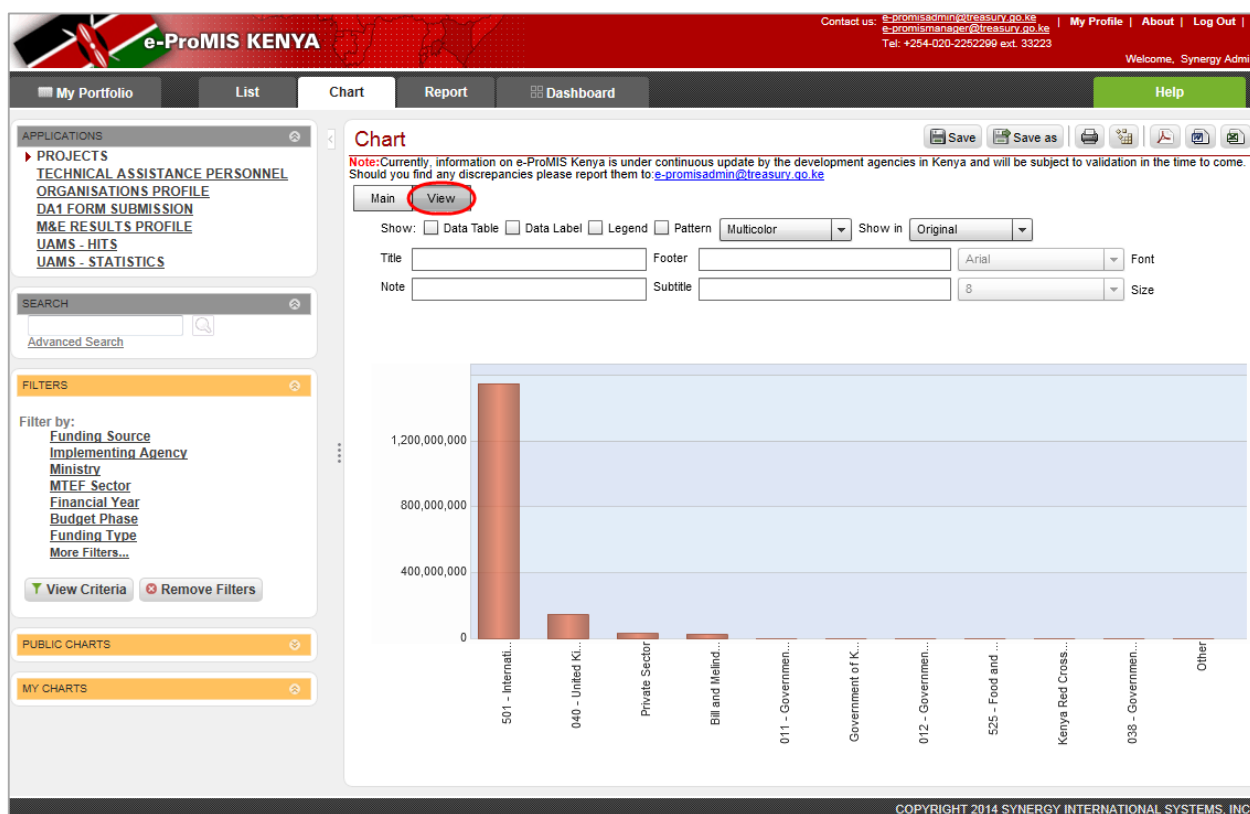 e-ProMIS KENYA
Contact us: e-promisadmin@treasury.go.ke | My Profile | About | Log Out |
e-promismanager@treasury.go.ke
Tel: +254-020-2252299 ext. 33223
Welcome, Synergy Admi
My Portfolio List Chart Report Dashboard Help
APPLICATIONS
PROJECTS
TECHNICAL ASSISTANCE PERSONNEL
ORGANISATIONS PROFILE
DA1 FORM SUBMISSION
M&E RESULTS PROFILE
UAMS - HITS
UAMS - STATISTICS
SEARCH
Advanced Search
FILTERS
Filter by:
Funding Source
Implementing Agency
Ministry
MTEF Sector
Financial Year
Budget Phase
Funding Type
More Filters...
View Criteria Remove Filters
PUBLIC CHARTS
MY CHARTS
Chart Save Save as
Note:Currently, information on e-ProMIS Kenya is under continuous update by the development agencies in Kenya and will be subject to validation in the time to come.
Should you find any discrepancies please report them to:e-promisadmin@treasury.go.ke
Main View
Show: Data Table Data Label Legend Pattern Multicolor Show in Original
Title Footer Arial Font
Note Subtitle 8 Size
1,200,000,000
800,000,000
400,000,000
0
501 - Internati...
040 - United Ki...
Private Sector
Bill and Melind...
011 - Governmen...
Government of K...
012 - Governmen...
525 - Food and ...
Kenya Red Cross...
038 - Governmen...
Other
COPYRIGHT 2014 SYNERGY INTERNATIONAL SYSTEMS, INC